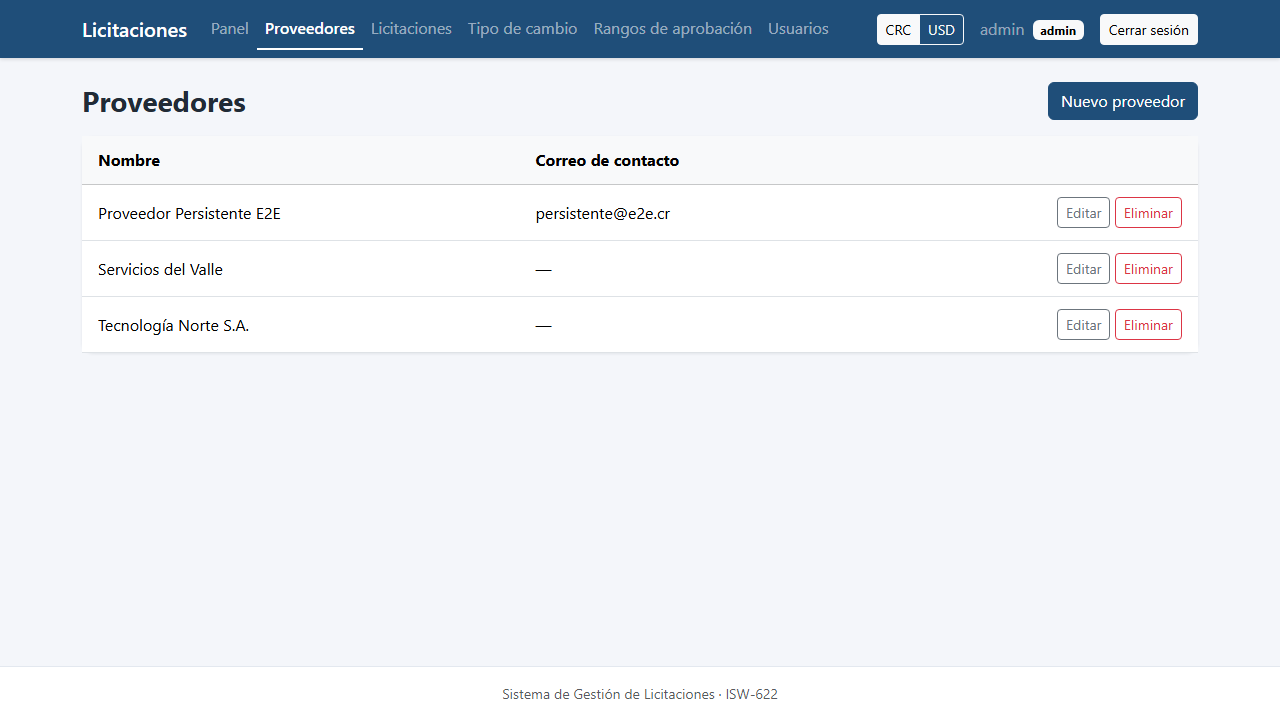 Licitaciones Panel Proveedores Licitaciones Tipo de cambio Rangos de aprobación Usuarios CRC USD admin admin Cerrar sesión
Proveedores Nuevo proveedor
Nombre Correo de contacto
Proveedor Persistente E2E persistente@e2e.cr Editar Eliminar
Servicios del Valle — Editar Eliminar
Tecnología Norte S.A. — Editar Eliminar
Sistema de Gestión de Licitaciones · ISW-622